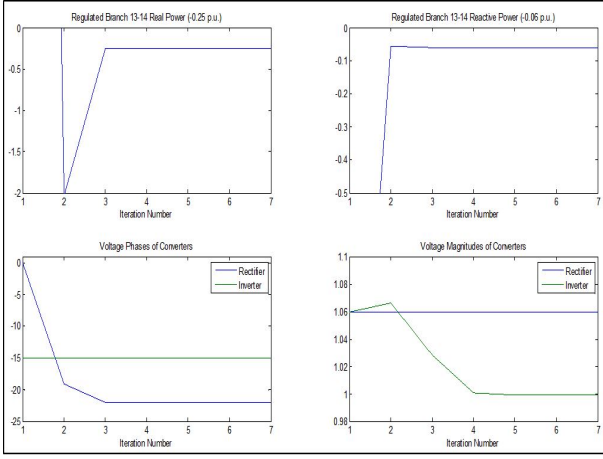 Regulated Branch 13-14 Real Power (-0.25 p.u.)
0
-0.5
-1
-1.5
-2
1 2 3 4 5 6 7
Iteration Number
Regulated Branch 13-14 Reactive Power (-0.06 p.u.)
0
-0.1
-0.2
-0.3
-0.4
-0.5
1 2 3 4 5 6 7
Iteration Number
Voltage Phases of Converters
Rectifier
Inverter
0
-5
-10
-15
-20
-25
1 2 3 4 5 6 7
Iteration Number
Voltage Magnitudes of Converters
Rectifier
Inverter
1.1
1.08
1.06
1.04
1.02
1
0.98
1 2 3 4 5 6 7
Iteration Number